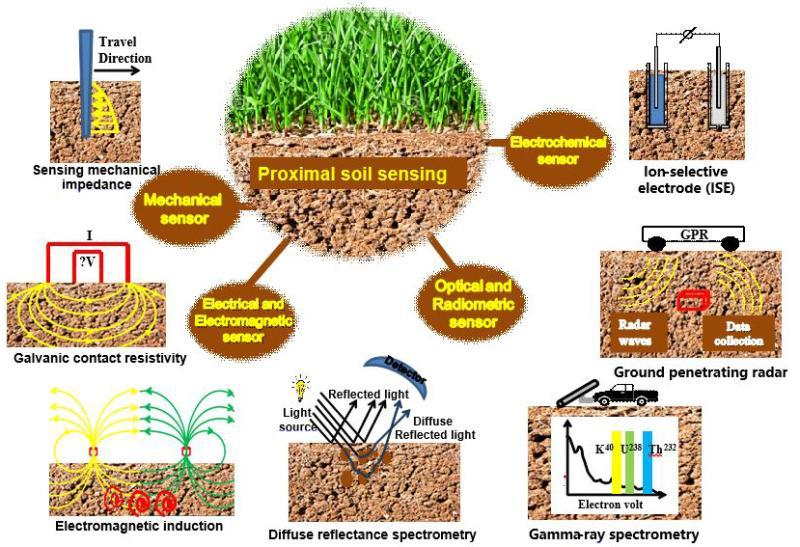 Travel
Direction
Sensing mechanical
impedance
Proximal soil sensing
Mechanical
sensor
Electrochemical
sensor
Ion-selective
electrode (ISE)
I
?V
Galvanic contact resistivity
Electrical and
Electromagnetic
sensor
Optical and
Radiometric
sensor
GPR
Radar
waves
Data
collection
Ground penetrating radar
Electromagnetic induction
Detector
Reflected light
Light
source
Diffuse
Reflected light
Diffuse reflectance spectrometry
K40
U238
Th232
Electron volt
Gamma-ray spectrometry